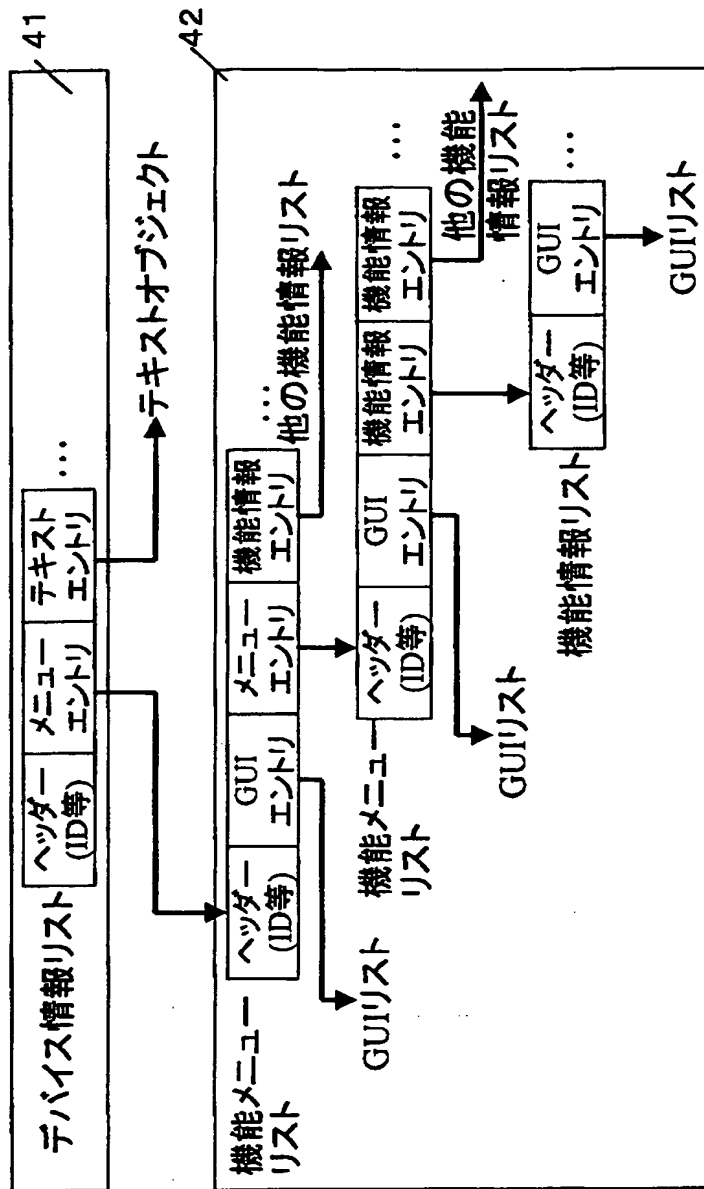 41
デバイス情報リスト
ヘッダー
(ID等)
メニュー
エントリ
テキスト
エントリ
...
テキストオブジェクト
42
機能メニュー
リスト
ヘッダー
(ID等)
GUI
エントリ
メニュー
エントリ
機能情報
エントリ
...
他の機能情報リスト
GUIリスト
機能メニュー
リスト
ヘッダー
(ID等)
GUI
エントリ
機能情報
エントリ
機能情報
エントリ
...
他の機能
情報リスト
GUIリスト
機能情報リスト
ヘッダー
(ID等)
GUI
エントリ
...
GUIリスト